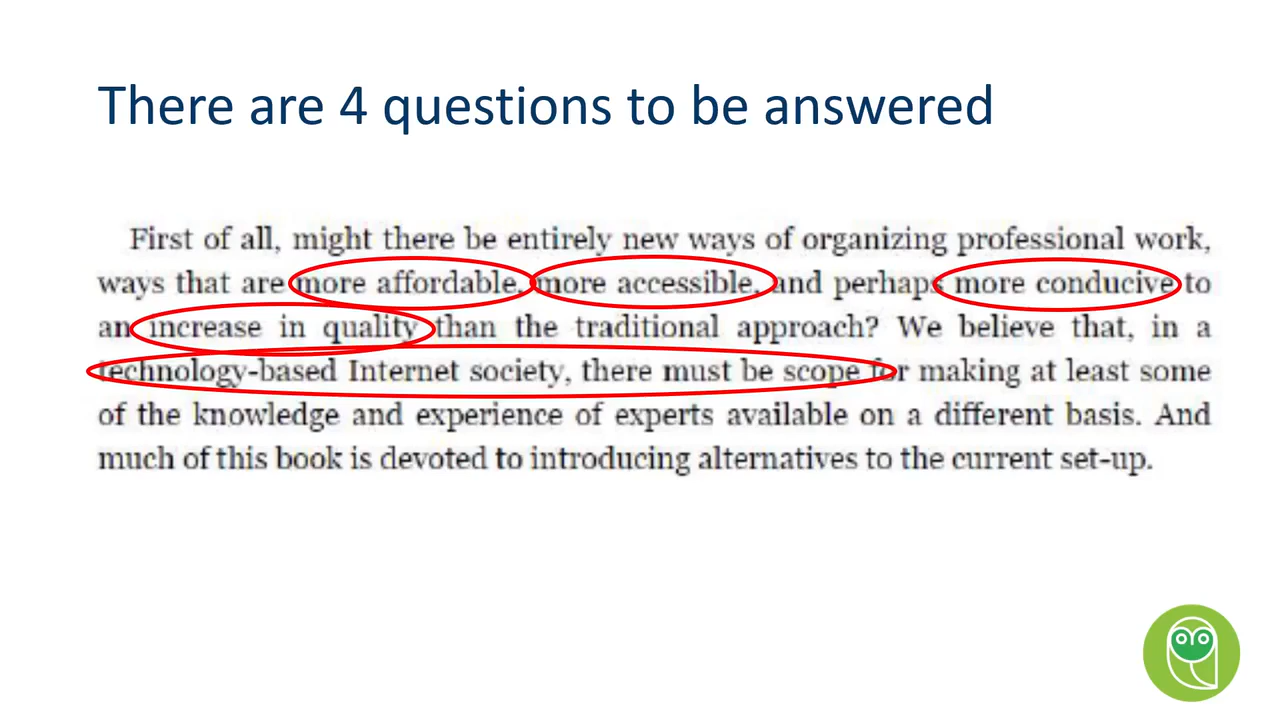 There are 4 questions to be answered
First of all, might there be entirely new ways of organizing professional work,
ways that are more affordable, more accessible, and perhaps more conducive to
an increase in quality than the traditional approach? We believe that, in a
technology-based Internet society, there must be scope for making at least some
of the knowledge and experience of experts available on a different basis. And
much of this book is devoted to introducing alternatives to the current set-up.